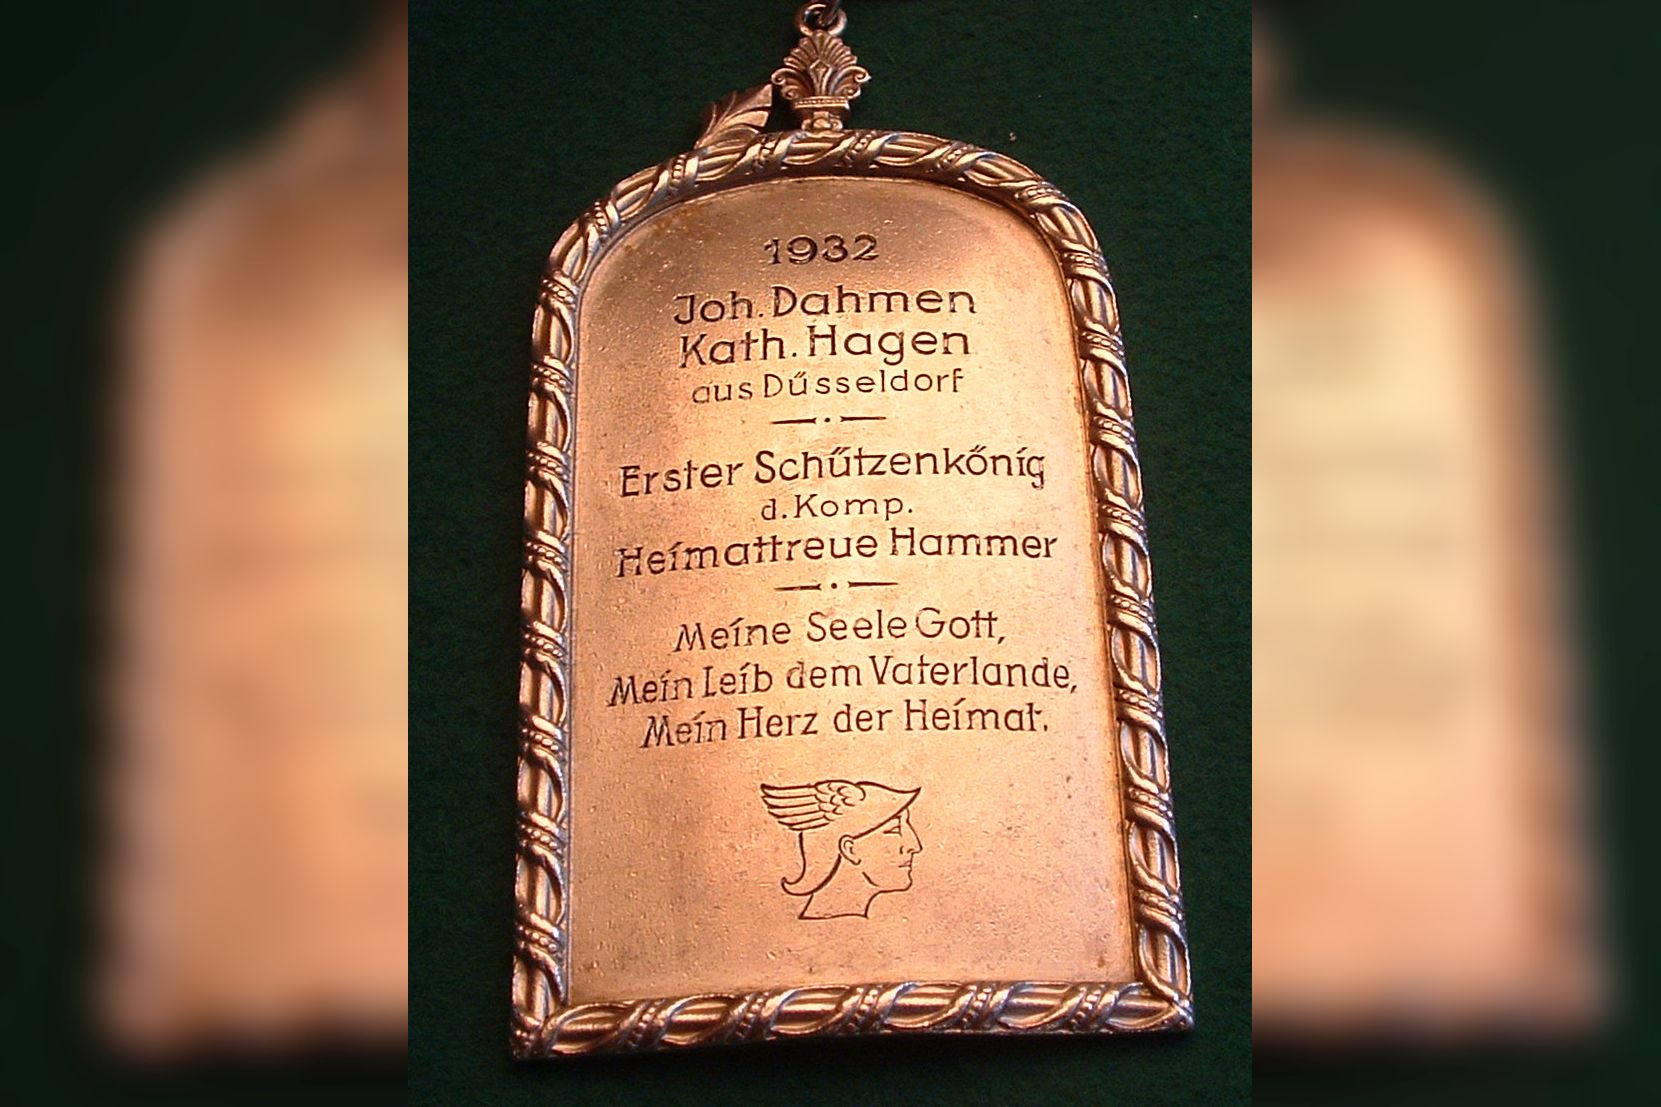 1932
Joh. Dahmen
Kath. Hagen
aus Düsseldorf
Erster Schützenkönig
d. Komp.
Heimattreue Hammer
Meine Seele Gott,
Mein Leib dem Vaterlande,
Mein Herz der Heimat.